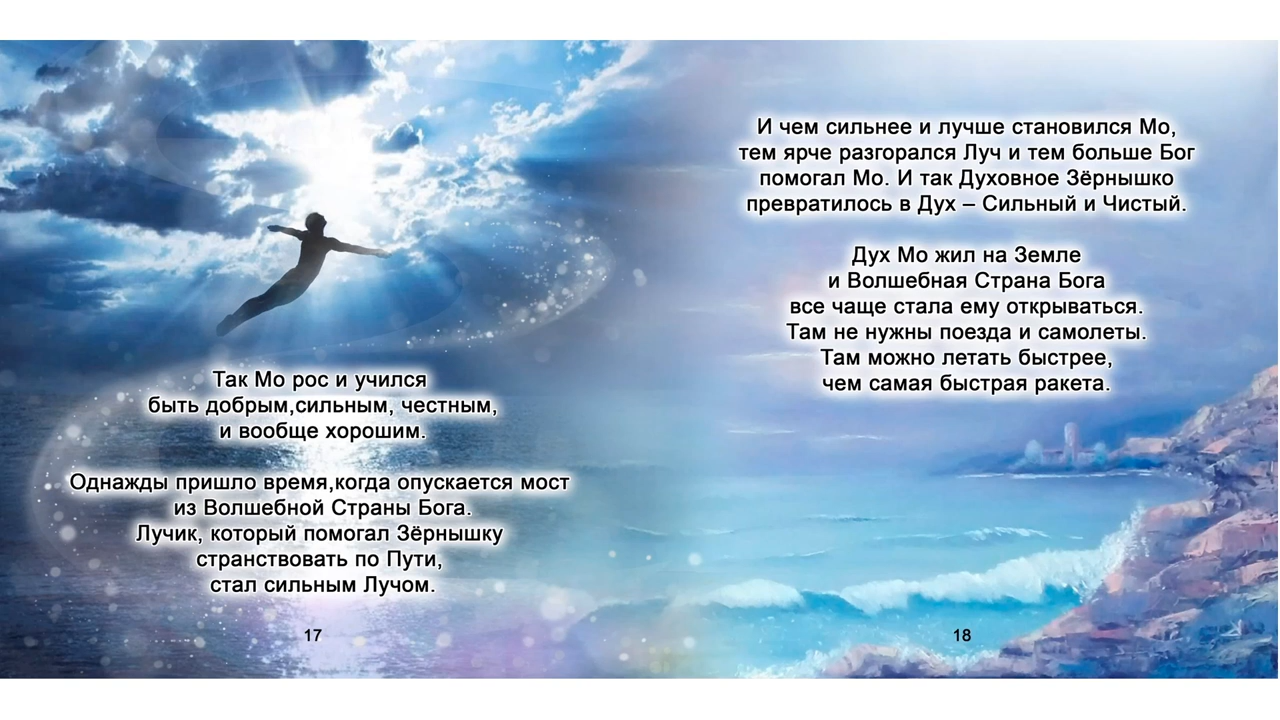 Так Мо рос и учился
быть добрым,сильным, честным,
и вообще хорошим.
Однажды пришло время,когда опускается мост
из Волшебной Страны Бога.
Лучик, который помогал Зёрнышку
странствовать по Пути,
стал сильным Лучом.
17
И чем сильнее и лучше становился Мо,
тем ярче разгорался Луч и тем больше Бог
помогал Мо. И так Духовное Зёрнышко
превратилось в Дух – Сильный и Чистый.
Дух Мо жил на Земле
и Волшебная Страна Бога
все чаще стала ему открываться.
Там не нужны поезда и самолеты.
Там можно летать быстрее,
чем самая быстрая ракета.
18